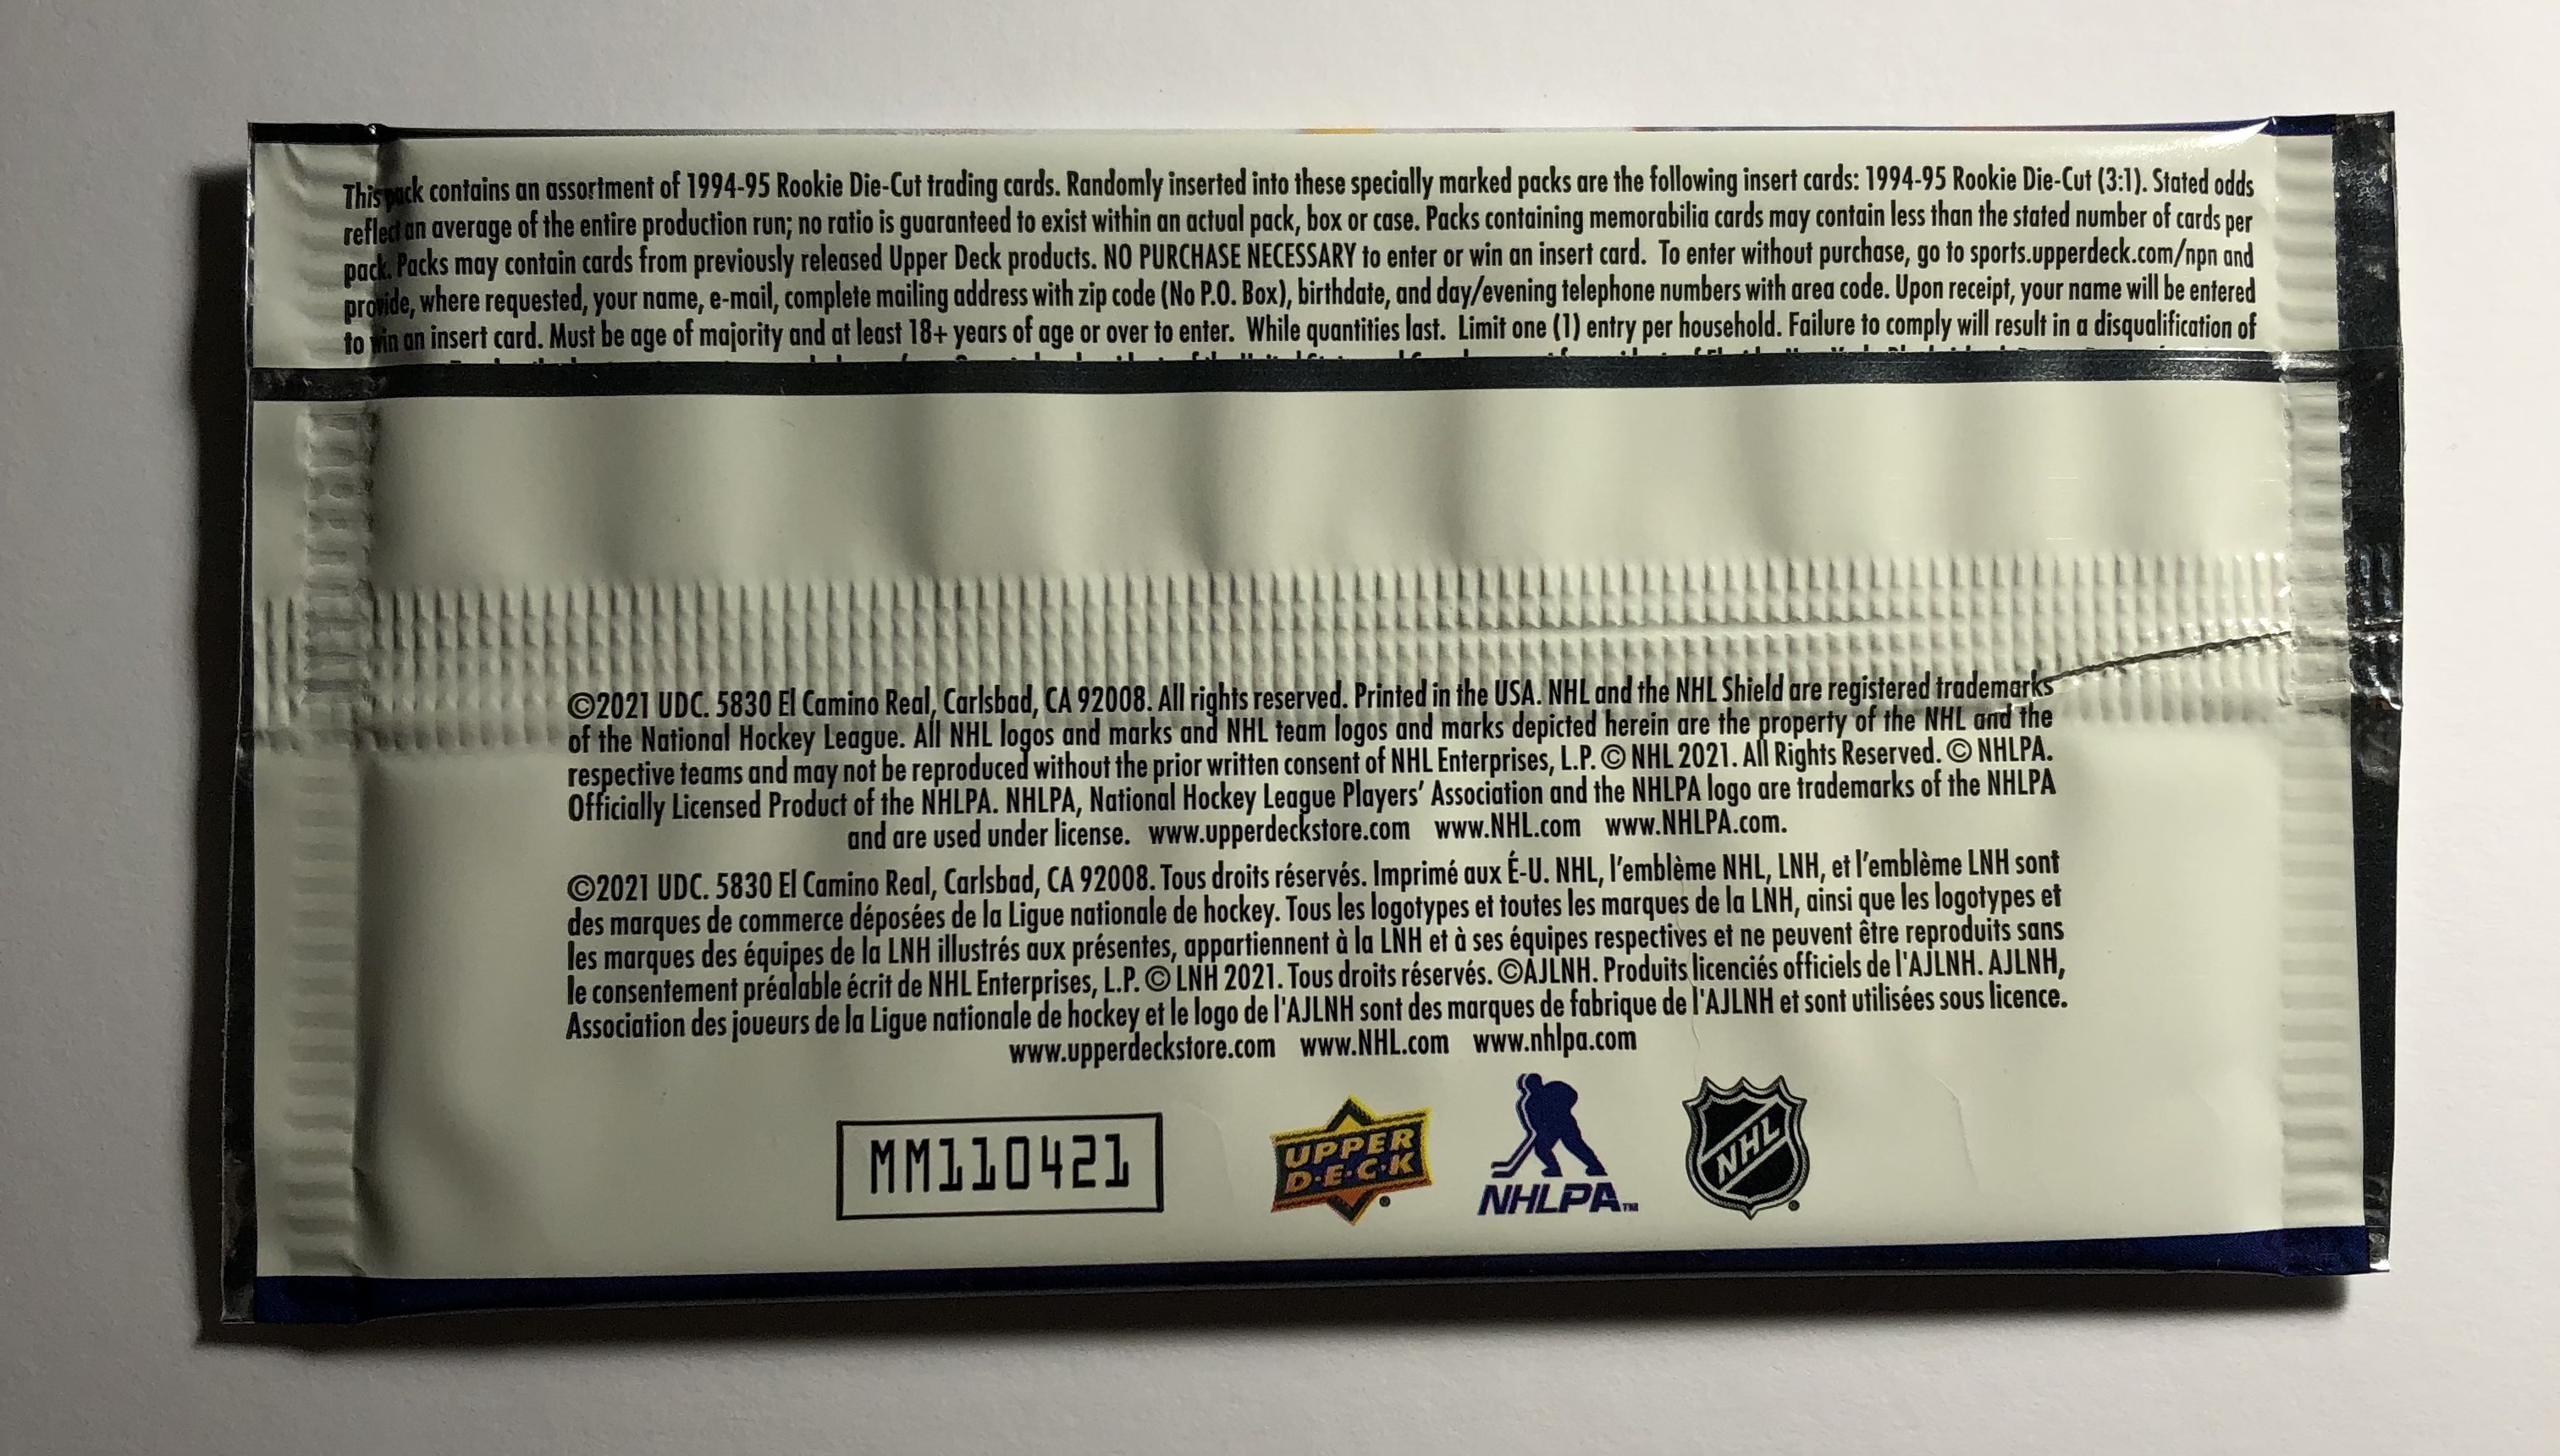 This pack contains an assortment of 1994-95 Rookie Die-Cut trading cards. Randomly inserted into these specially marked packs are the following insert cards: 1994-95 Rookie Die-Cut (3:1). Stated odds
reflect an average of the entire production run; no ratio is guaranteed to exist within an actual pack, box or case. Packs containing memorabilia cards may contain less than the stated number of cards per
pack. Packs may contain cards from previously released Upper Deck products. NO PURCHASE NECESSARY to enter or win an insert card. To enter without purchase, go to sports.upperdeck.com/npn and
provide, where requested, your name, e-mail, complete mailing address with zip code (No P.O. Box), birthdate, and day/evening telephone numbers with area code. Upon receipt, your name will be entered
to win an insert card. Must be age of majority and at least 18+ years of age or over to enter. While quantities last. Limit one (1) entry per household. Failure to comply will result in a disqualification of
©2021 UDC. 5830 El Camino Real, Carlsbad, CA 92008. All rights reserved. Printed in the USA. NHL and the NHL Shield are registered trademarks
of the National Hockey League. All NHL logos and marks and NHL team logos and marks depicted herein are the property of the NHL and the
respective teams and may not be reproduced without the prior written consent of NHL Enterprises, L.P. © NHL 2021. All Rights Reserved. © NHLPA.
Officially Licensed Product of the NHLPA. NHLPA, National Hockey League Players' Association and the NHLPA logo are trademarks of the NHLPA
and are used under license. www.upperdeckstore.com www.NHL.com www.NHLPA.com.
©2021 UDC. 5830 El Camino Real, Carlsbad, CA 92008. Tous droits réservés. Imprimé aux É-U. NHL, l'emblème NHL, LNH, et l'emblème LNH sont
des marques de commerce déposées de la Ligue nationale de hockey. Tous les logotypes et toutes les marques de la LNH, ainsi que les logotypes et
les marques des équipes de la LNH illustrés aux présentes, appartiennent à la LNH et à ses équipes respectives et ne peuvent être reproduits sans
le consentement préalable écrit de NHL Enterprises, L.P. © LNH 2021. Tous droits réservés. ©AJLNH. Produits licenciés officiels de l'AJLNH. AJLNH,
Association des joueurs de la Ligue nationale de hockey et le logo de l'AJLNH sont des marques de fabrique de l'AJLNH et sont utilisées sous licence.
www.upperdeckstore.com www.NHL.com www.nhlpa.com
MM110421
UPPER
D·E·C·K
NHLPA™
NHL